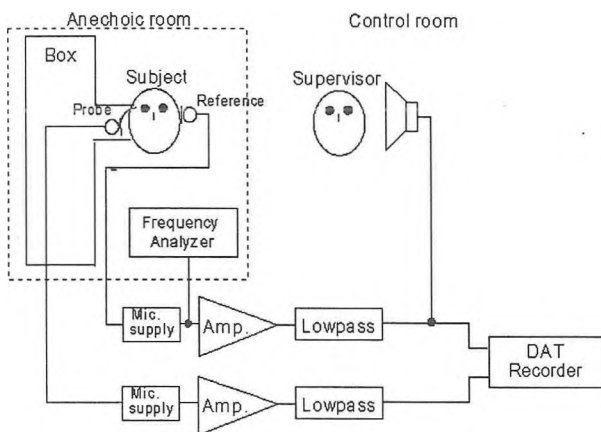 Anechoic room
Control room
Box
Subject
Supervisor
Probe
Reference
Frequency
Analyzer
Mic.
supply
Amp.
Lowpass
DAT
Recorder
Mic.
supply
Amp.
Lowpass